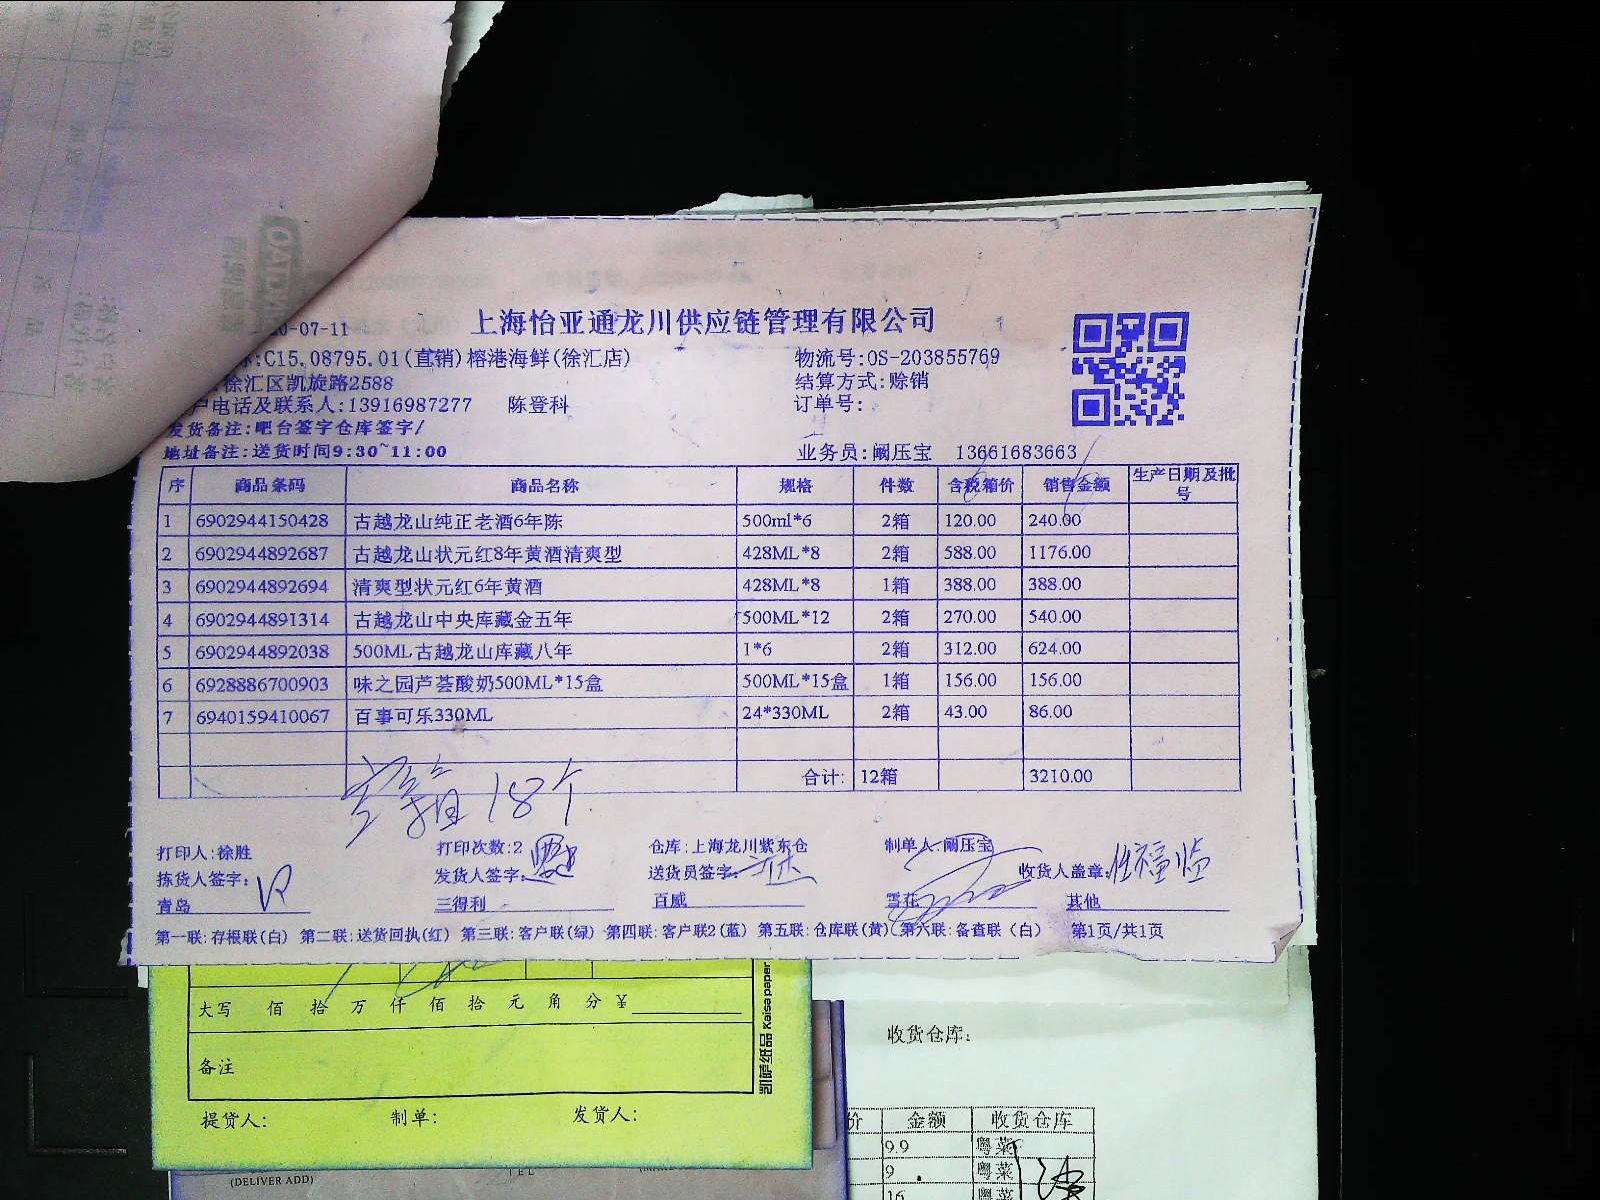 上海怡亚通龙川供应链管理有限公司
0-07-11
:C15.08795.01(直销)榕港海鲜(徐汇店) 物流号:OS-203855769
徐汇区凯旋路2588 结算方式:赊销
户电话及联系人:13916987277 陈登科 订单号:
发货备注:吧台签字仓库签字/
地址备注:送货时间9:30~11:00 业务员:阚压宝 13661683663
序 商品条码 商品名称 规格 件数 含税箱价 销售金额 生产日期及批号
1 6902944150428 古越龙山纯正老酒6年陈 500ml*6 2箱 120.00 240.00
2 6902944892687 古越龙山状元红8年黄酒清爽型 428ML*8 2箱 588.00 1176.00
3 6902944892694 清爽型状元红6年黄酒 428ML*8 1箱 388.00 388.00
4 6902944891314 古越龙山中央库藏金五年 500ML*12 2箱 270.00 540.00
5 6902944892038 500ML古越龙山库藏八年 1*6 2箱 312.00 624.00
6 6928886700903 味之园芦荟酸奶500ML*15盒 500ML*15盒 1箱 156.00 156.00
7 6940159410067 百事可乐330ML 24*330ML 2箱 43.00 86.00
合计: 12箱 3210.00
空箱18个
打印人:徐胜 打印次数:2 仓库:上海龙川紫东仓 制单人:阚压宝
拣货人签字: 发货人签字: 送货员签字: 收货人盖章:
青岛 三得利 百威 雪花 其他
第一联:存根联(白) 第二联:送货回执(红) 第三联:客户联(绿) 第四联:客户联2(蓝) 第五联:仓库联(黄) 第六联:备查联(白) 第1页/共1页
大写 佰 拾 万 仟 佰 拾 元 角 分 ¥
备注
提货人: 制单: 发货人:
凯萨纸品 Kaisa paper
(DELIVER ADD)
TEL
收货仓库:
价 金额 收货仓库
9.9 粤菜
9 粤菜
16 粤菜